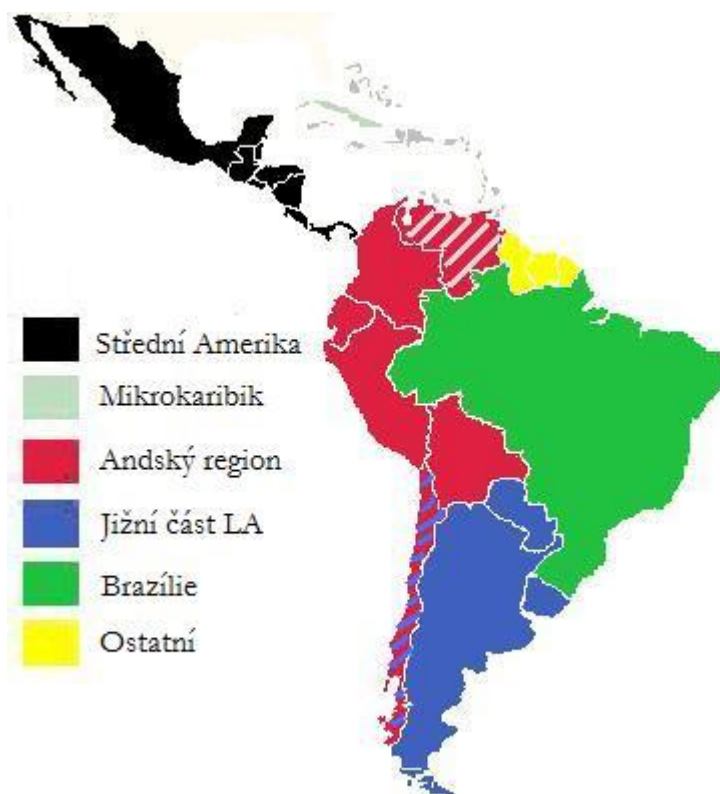 Střední Amerika
Mikrokaribik
Andský region
Jižní část LA
Brazílie
Ostatní